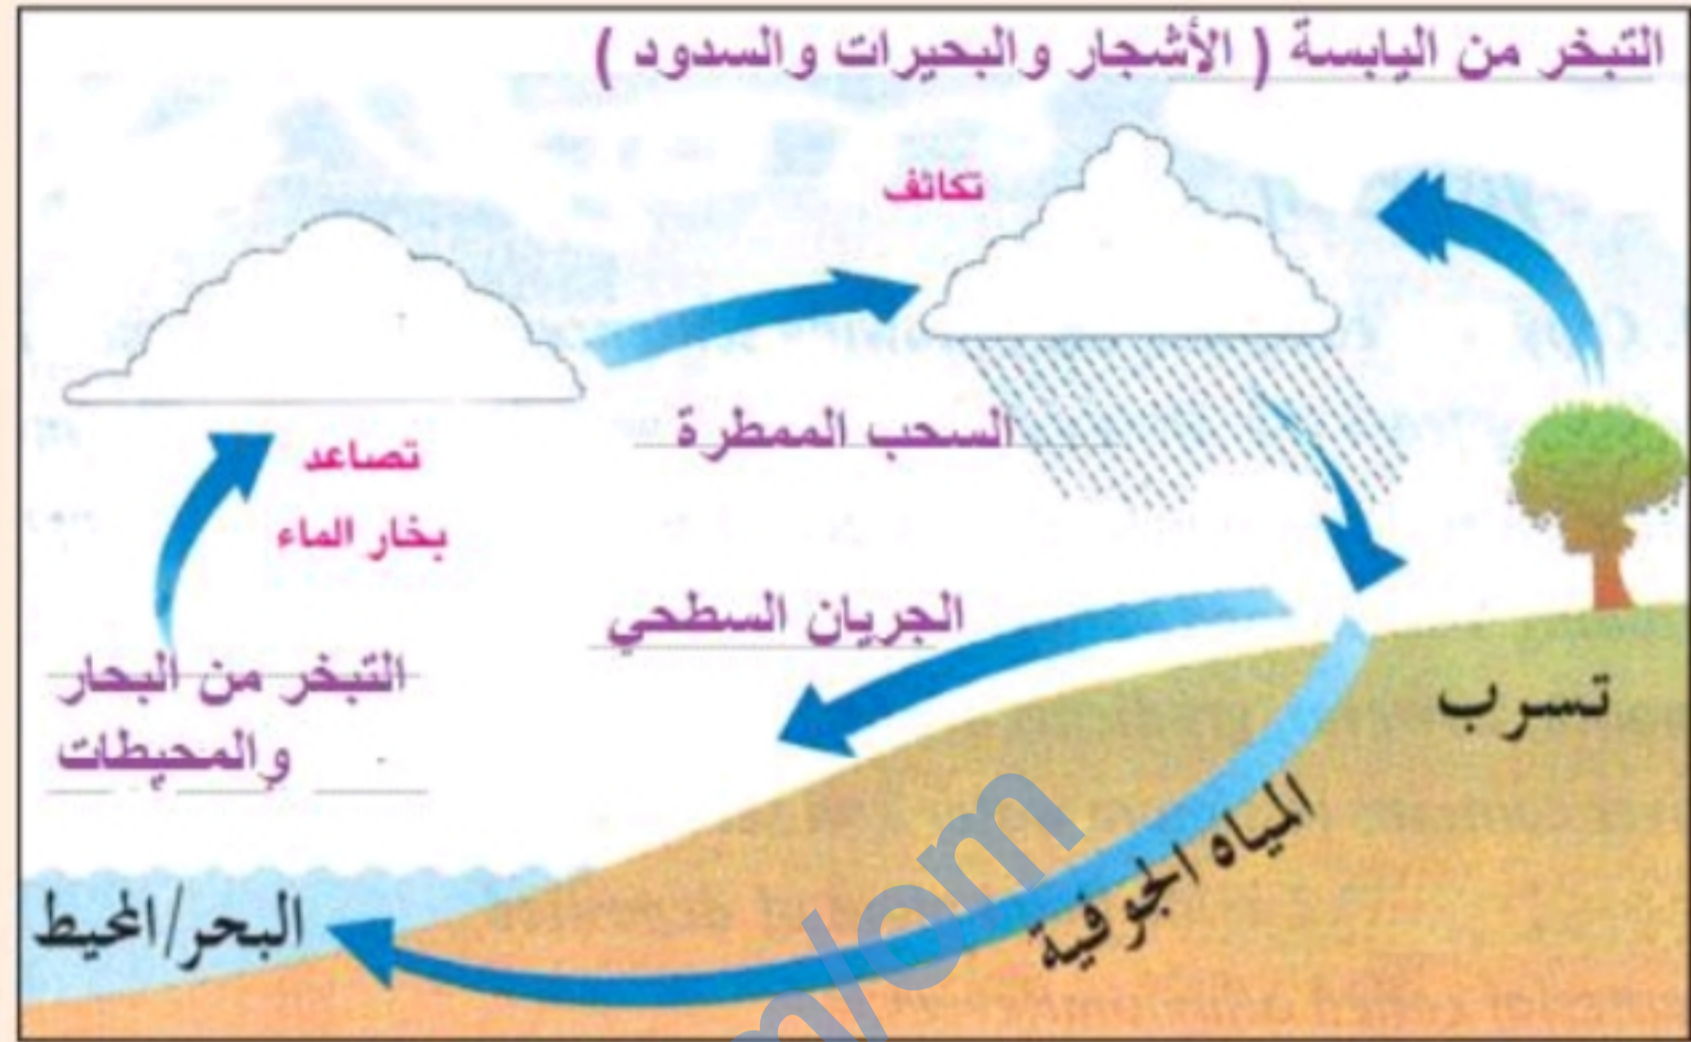 التبخر من اليابسة ( الأشجار والبحيرات والسدود )
تكاثف
السحب الممطرة
تصاعد
بخار الماء
الجريان السطحي
التبخر من البحار
والمحيطات
تسرب
المياه الجوفية
البحر/المحيط
m/om